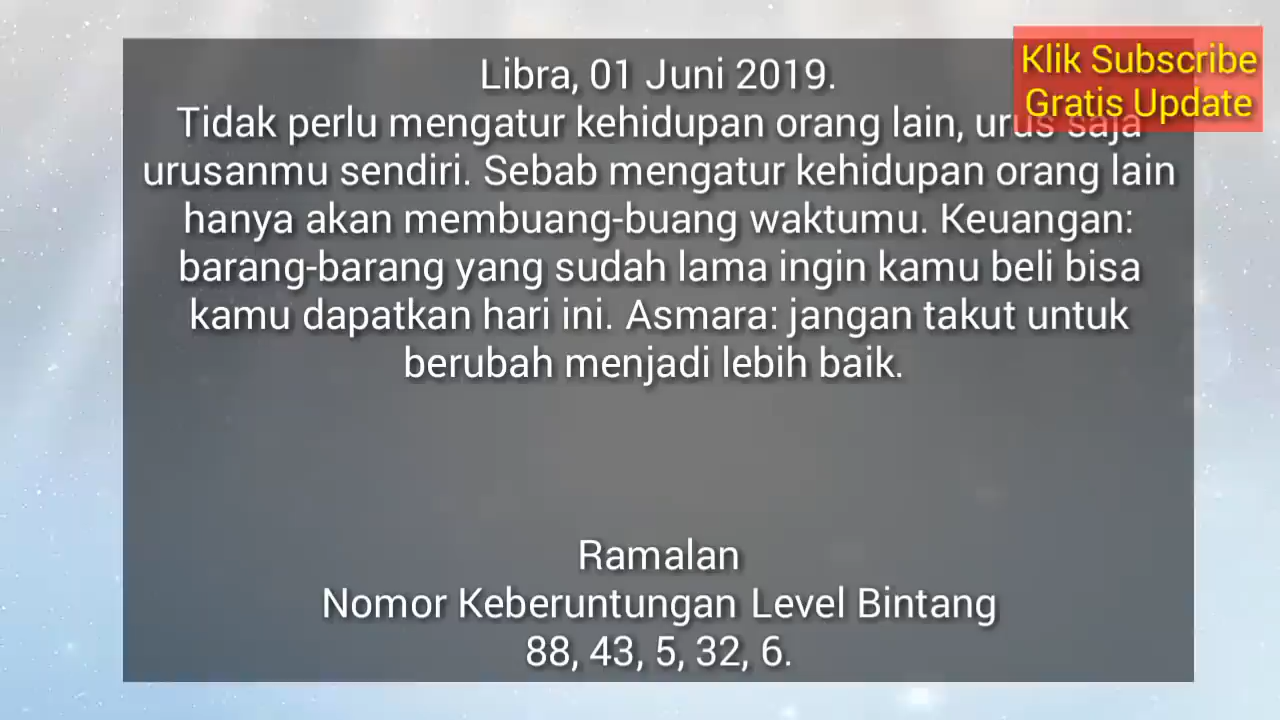 Libra, 01 Juni 2019.
Tidak perlu mengatur kehidupan orang lain, urus saja
urusanmu sendiri. Sebab mengatur kehidupan orang lain
hanya akan membuang-buang waktumu. Keuangan:
barang-barang yang sudah lama ingin kamu beli bisa
kamu dapatkan hari ini. Asmara: jangan takut untuk
berubah menjadi lebih baik.
Ramalan
Nomor Keberuntungan Level Bintang
88, 43, 5, 32, 6.
Klik Subscribe
Gratis Update